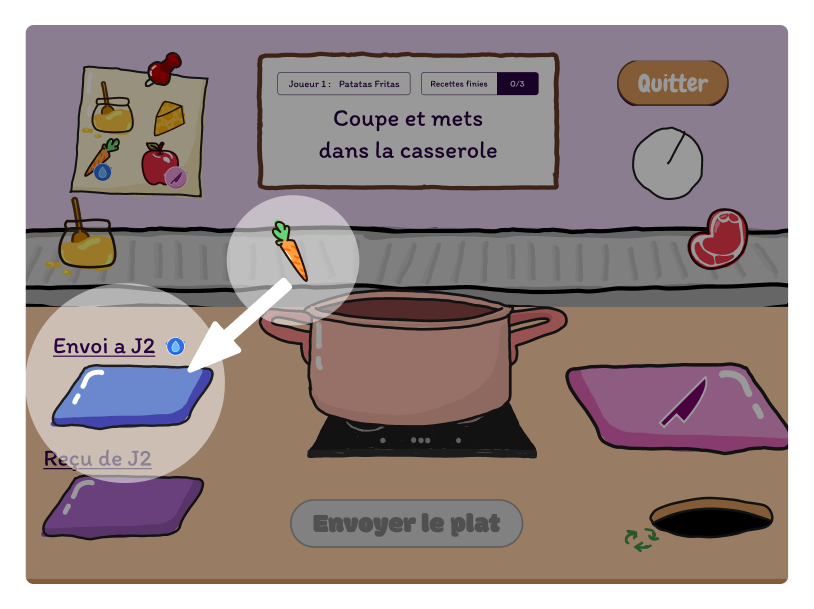 Joueur 1 : Patatas Fritas
Recettes finies 0/3
Quitter
Coupe et mets
dans la casserole
Envoi a J2
Reçu de J2
Envoyer le plat